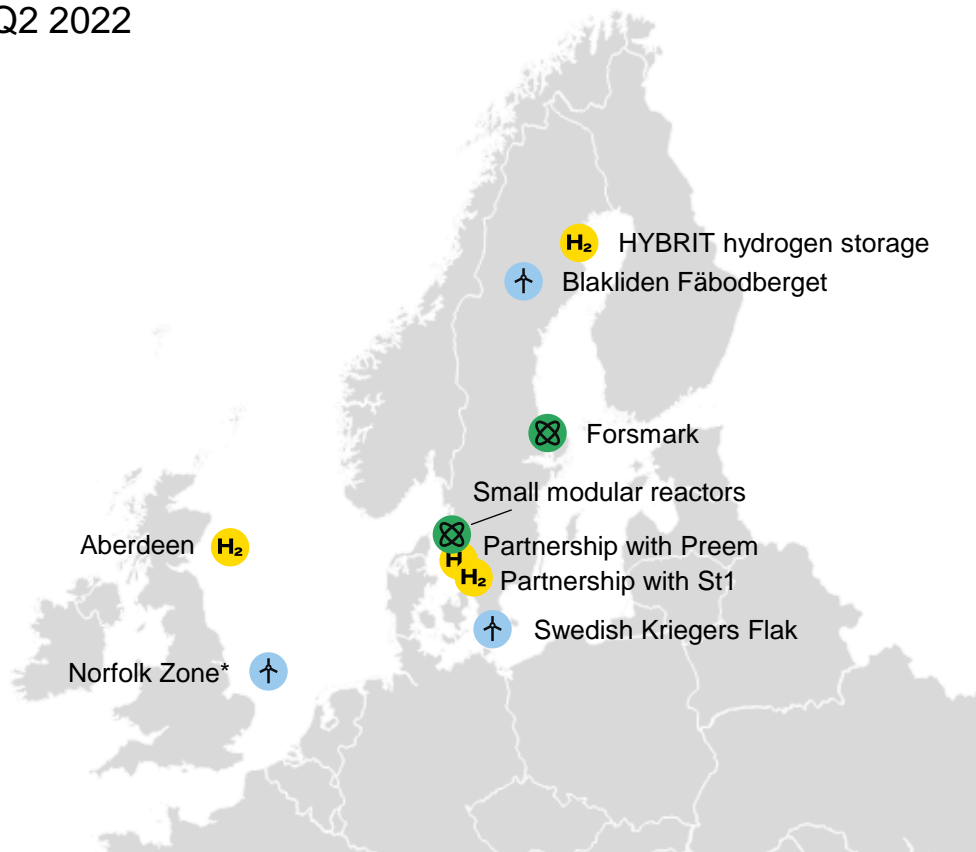 Q2 2022
H₂ HYBRIT hydrogen storage
Blakliden Fäbodberget
Forsmark
Small modular reactors
Aberdeen H₂
H Partnership with Preem
H₂ Partnership with St1
Swedish Kriegers Flak
Norfolk Zone*